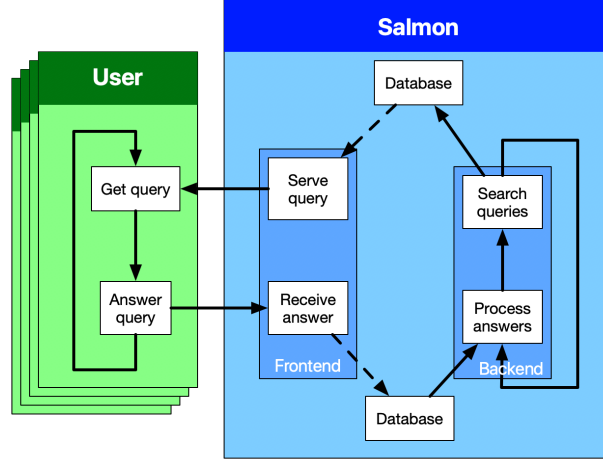 Salmon
User
Database
Get query
Serve
query
Search
queries
Answer
query
Receive
answer
Process
answers
Frontend
Backend
Database